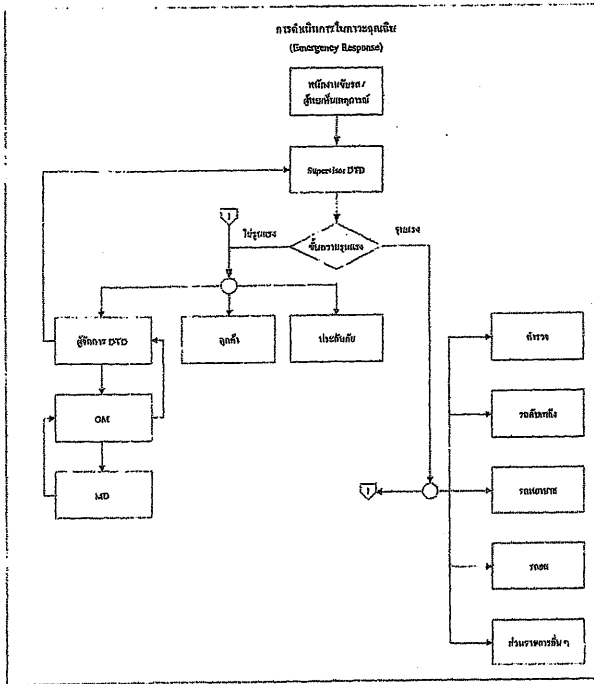 การดำเนินการในภาวะฉุกเฉิน
(Emergency Response)
พนักงานขับรถ /
ผู้พบเห็นเหตุการณ์
Supervisor DTD
1
ไม่รุนแรง
ขั้นความรุนแรง
รุนแรง
ผู้จัดการ DTD
ลูกค้า
ประกันภัย
ตำรวจ
GM
รถดับเพลิง
MD
1
รถพยาบาล
รถยก
ส่วนราชการอื่น ๆ